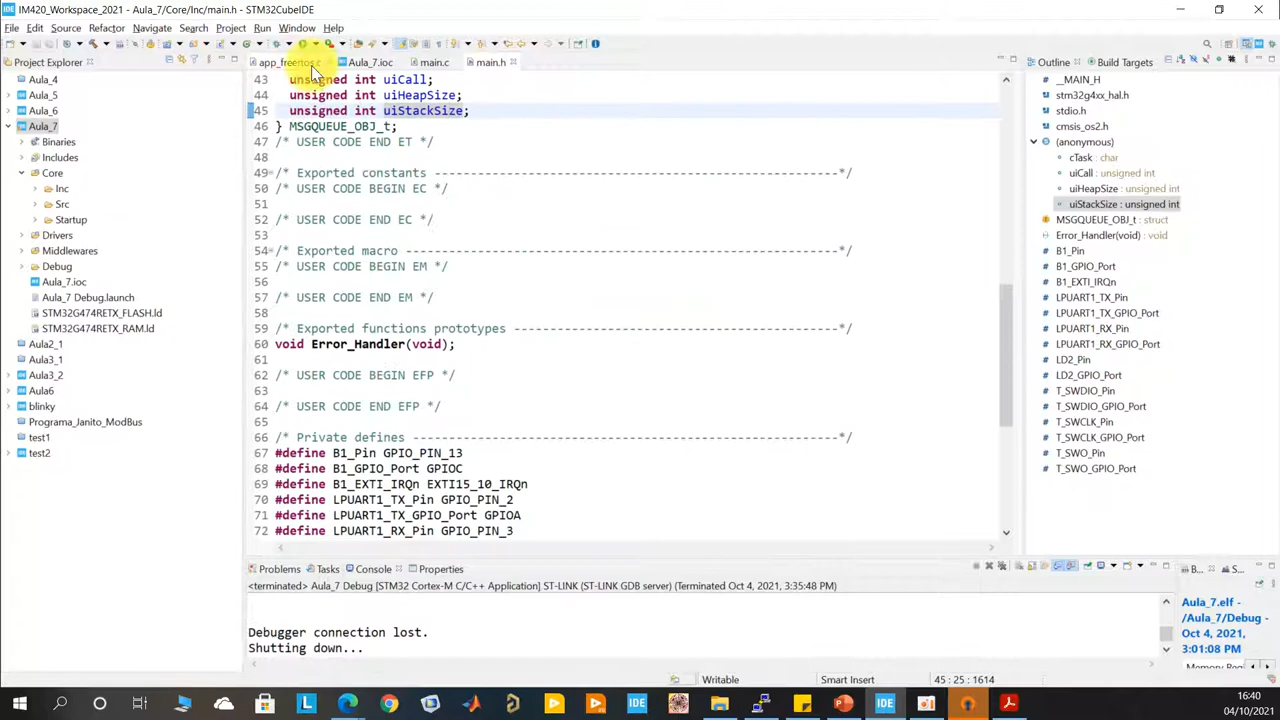 IM420_Workspace_2021 - Aula_7/Core/Inc/main.h - STM32CubeIDE
File Edit Source Refactor Navigate Search Project Run Window Help
Project Explorer
app_freertos.c
Aula_7.ioc
main.c
main.h
Outline
Build Targets
Aula_4
Aula_5
Aula_6
Aula_7
Binaries
Includes
Core
Inc
Src
Startup
Drivers
Middlewares
Debug
Aula_7.ioc
Aula_7 Debug.launch
STM32G474RETX_FLASH.ld
STM32G474RETX_RAM.ld
Aula2_1
Aula3_1
Aula3_2
Aula6
blinky
Programa_Janito_ModBus
test1
test2
43 unsigned int uiCall;
44 unsigned int uiHeapSize;
45 unsigned int uiStackSize;
46 } MSGQUEUE_OBJ_t;
47 /* USER CODE END ET */
48
49 /* Exported constants --------------------------------------------------------*/
50 /* USER CODE BEGIN EC */
51
52 /* USER CODE END EC */
53
54 /* Exported macro ------------------------------------------------------------*/
55 /* USER CODE BEGIN EM */
56
57 /* USER CODE END EM */
58
59 /* Exported functions prototypes ---------------------------------------------*/
60 void Error_Handler(void);
61
62 /* USER CODE BEGIN EFP */
63
64 /* USER CODE END EFP */
65
66 /* Private defines -----------------------------------------------------------*/
67 #define B1_Pin GPIO_PIN_13
68 #define B1_GPIO_Port GPIOC
69 #define B1_EXTI_IRQn EXTI15_10_IRQn
70 #define LPUART1_TX_Pin GPIO_PIN_2
71 #define LPUART1_TX_GPIO_Port GPIOA
72 #define LPUART1_RX_Pin GPIO_PIN_3
__MAIN_H
stm32g4xx_hal.h
stdio.h
cmsis_os2.h
(anonymous)
cTask : char
uiCall : unsigned int
uiHeapSize : unsigned int
uiStackSize : unsigned int
MSGQUEUE_OBJ_t : struct
Error_Handler(void) : void
B1_Pin
B1_GPIO_Port
B1_EXTI_IRQn
LPUART1_TX_Pin
LPUART1_TX_GPIO_Port
LPUART1_RX_Pin
LPUART1_RX_GPIO_Port
LD2_Pin
LD2_GPIO_Port
T_SWDIO_Pin
T_SWDIO_GPIO_Port
T_SWCLK_Pin
T_SWCLK_GPIO_Port
T_SWO_Pin
T_SWO_GPIO_Port
Problems Tasks Console Properties
<terminated> Aula_7 Debug [STM32 Cortex-M C/C++ Application] ST-LINK (ST-LINK GDB server) (Terminated Oct 4, 2021, 3:35:48 PM)
Debugger connection lost.
Shutting down...
B...
S...
Aula_7.elf -
/Aula_7/Debug -
Oct 4, 2021,
3:01:08 PM
Memory Reg
Writable
Smart Insert
45 : 25 : 1614
IDE
L
IDE
16:40
04/10/2021